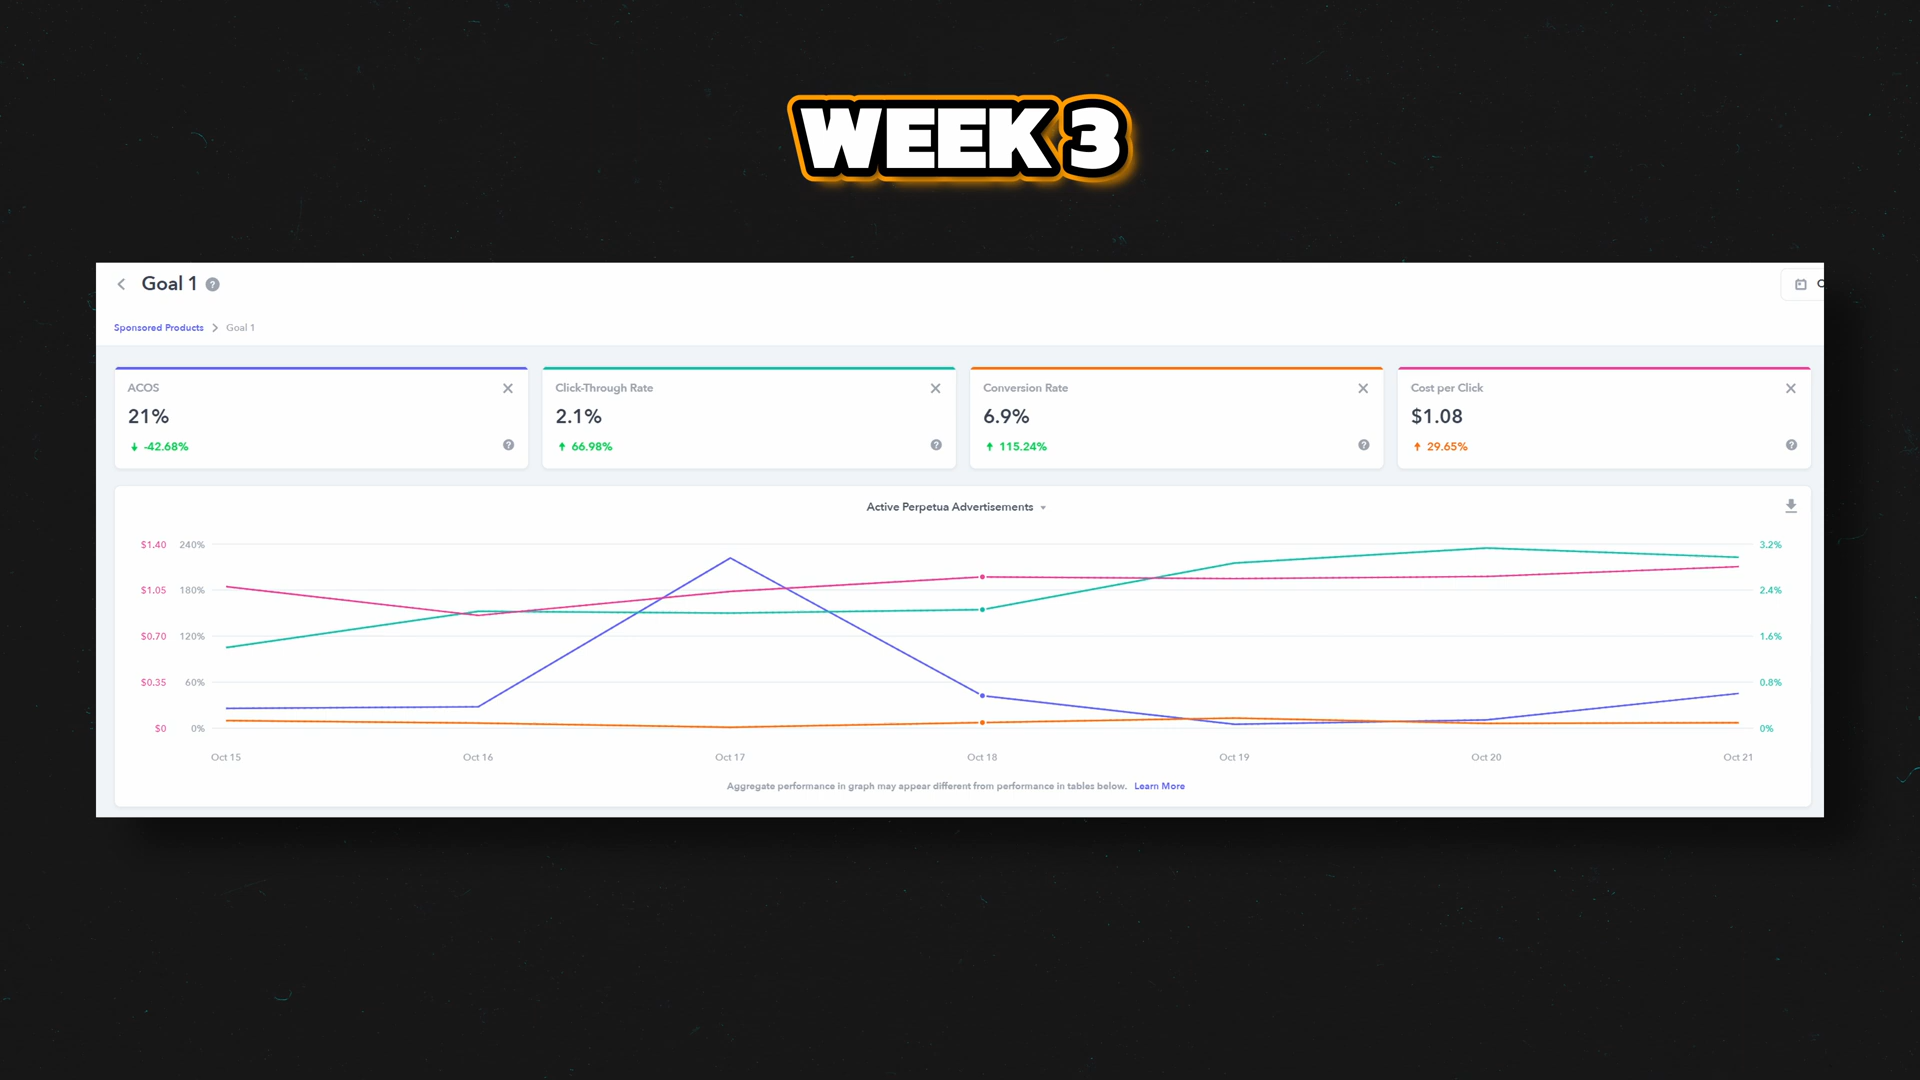 WEEK 3
Goal 1
Sponsored Products > Goal 1
ACOS
21%
-42.68%
Click-Through Rate
2.1%
66.98%
Conversion Rate
6.9%
115.24%
Cost per Click
$1.08
29.65%
Active Perpetua Advertisements
$1.40 240% 3.2%
$1.05 180% 2.4%
$0.70 120% 1.6%
$0.35 60% 0.8%
$0 0% 0%
Oct 15 Oct 16 Oct 17 Oct 18 Oct 19 Oct 20 Oct 21
Aggregate performance in graph may appear different from performance in tables below. Learn More